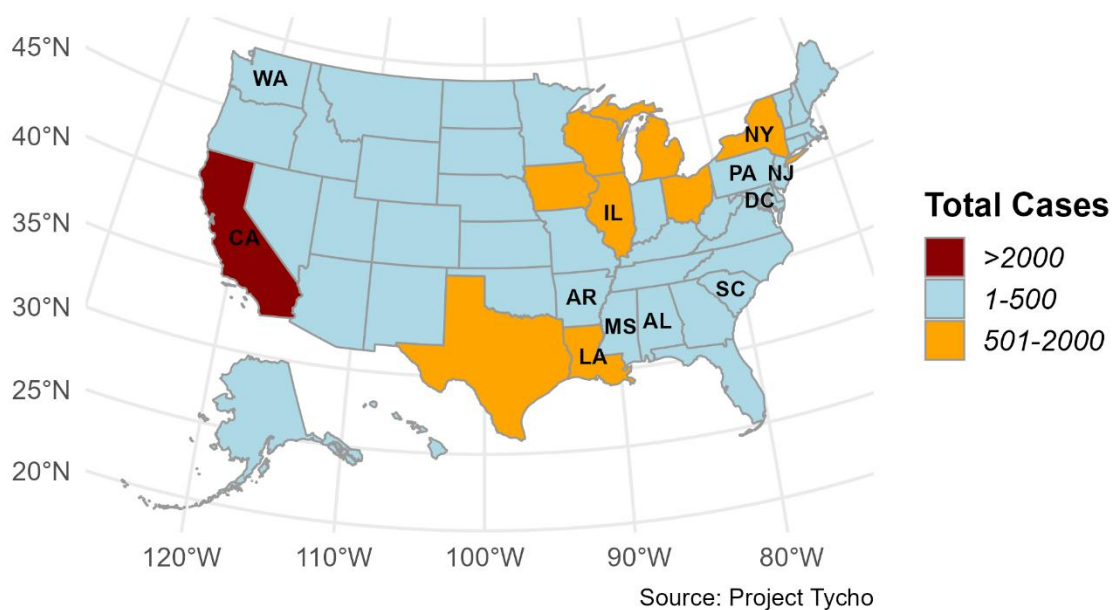 45°N
40°N
35°N
30°N
25°N
20°N
WA
CA
NY
PA NJ
DC
IL
AR
SC
MS AL
LA
120°W 110°W 100°W 90°W 80°W
Total Cases
>2000
1-500
501-2000
Source: Project Tycho